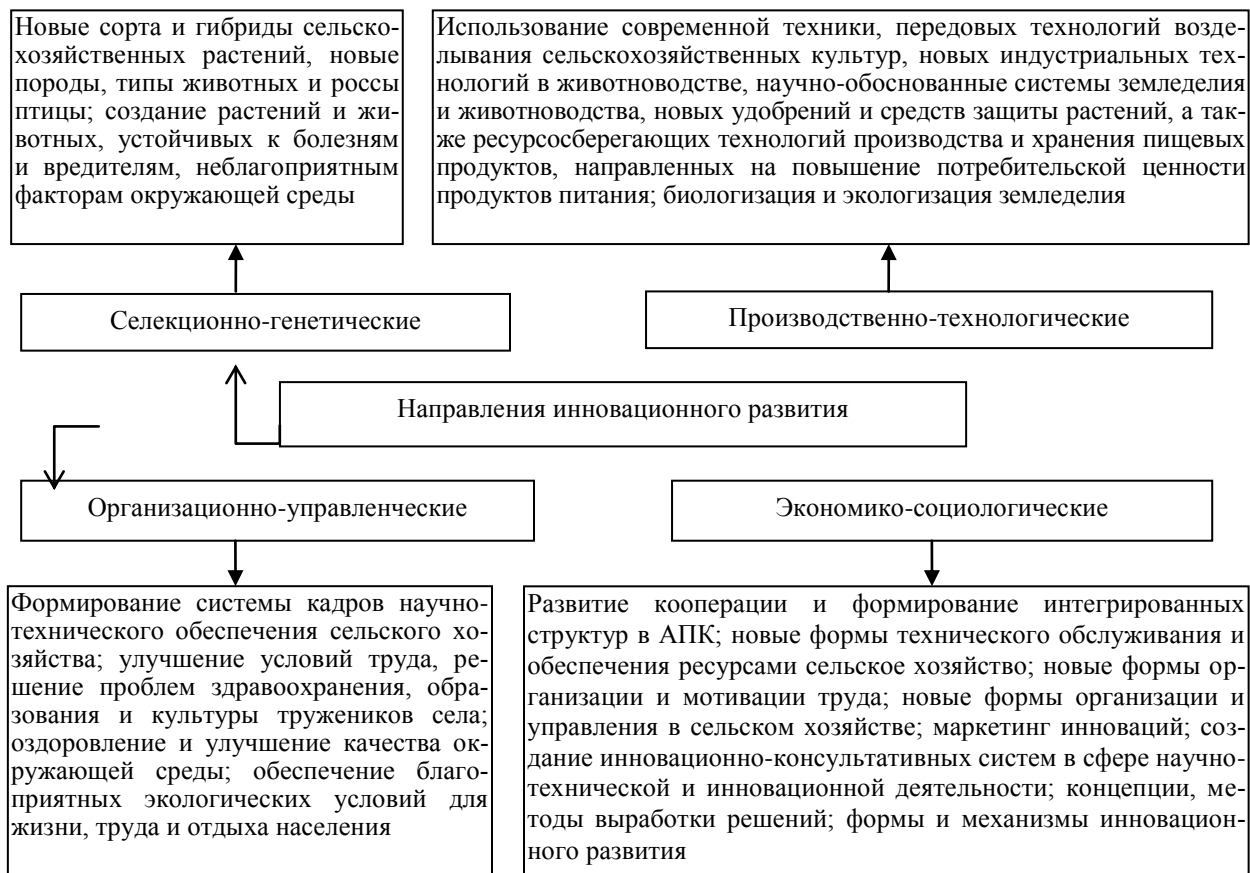 Новые сорта и гибриды сельско-
хозяйственных растений, новые
породы, типы животных и россы
птицы; создание растений и жи-
вотных, устойчивых к болезням
и вредителям, неблагоприятным
факторам окружающей среды
Использование современной техники, передовых технологий возде-
лывания сельскохозяйственных культур, новых индустриальных тех-
нологий в животноводстве, научно-обоснованные системы земледелия
и животноводства, новых удобрений и средств защиты растений, а так-
же ресурсосберегающих технологий производства и хранения пищевых
продуктов, направленных на повышение потребительской ценности
продуктов питания; биологизация и экологизация земледелия
Селекционно-генетические
Производственно-технологические
Направления инновационного развития
Организационно-управленческие
Экономико-социологические
Формирование системы кадров научно-
технического обеспечения сельского хо-
зяйства; улучшение условий труда, ре-
шение проблем здравоохранения, обра-
зования и культуры тружеников села;
оздоровление и улучшение качества ок-
ружающей среды; обеспечение благо-
приятных экологических условий для
жизни, труда и отдыха населения
Развитие кооперации и формирование интегрированных
структур в АПК; новые формы технического обслуживания и
обеспечения ресурсами сельское хозяйство; новые формы ор-
ганизации и мотивации труда; новые формы организации и
управления в сельском хозяйстве; маркетинг инноваций; соз-
дание инновационно-консультативных систем в сфере научно-
технической и инновационной деятельности; концепции, ме-
тоды выработки решений; формы и механизмы инновацион-
ного развития